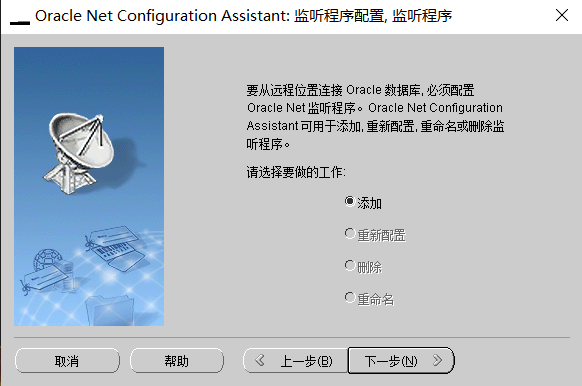 Oracle Net Configuration Assistant: 监听程序配置, 监听程序
要从远程位置连接 Oracle 数据库, 必须配置
Oracle Net 监听程序。Oracle Net Configuration
Assistant 可用于添加, 重新配置, 重命名或删除监
听程序。
请选择要做的工作:
添加
重新配置
删除
重命名
取消
帮助
上一步(B)
下一步(N)